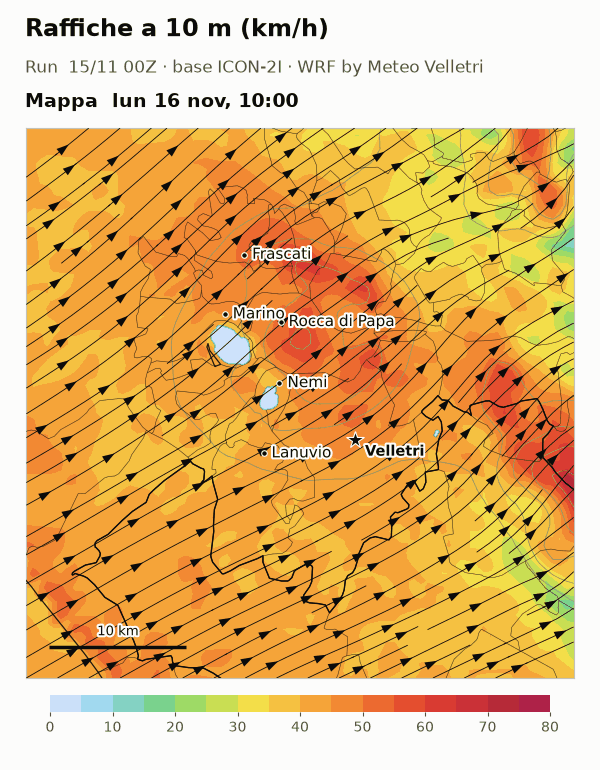 Raffiche a 10 m (km/h)
Run  15/11 00Z · base ICON-2I · WRF by Meteo Velletri
Mappa  lun 16 nov, 10:00
Frascati
Marino
Rocca di Papa
Nemi
Velletri
Lanuvio
10 km
0 10 20 30 40 50 60 70 80